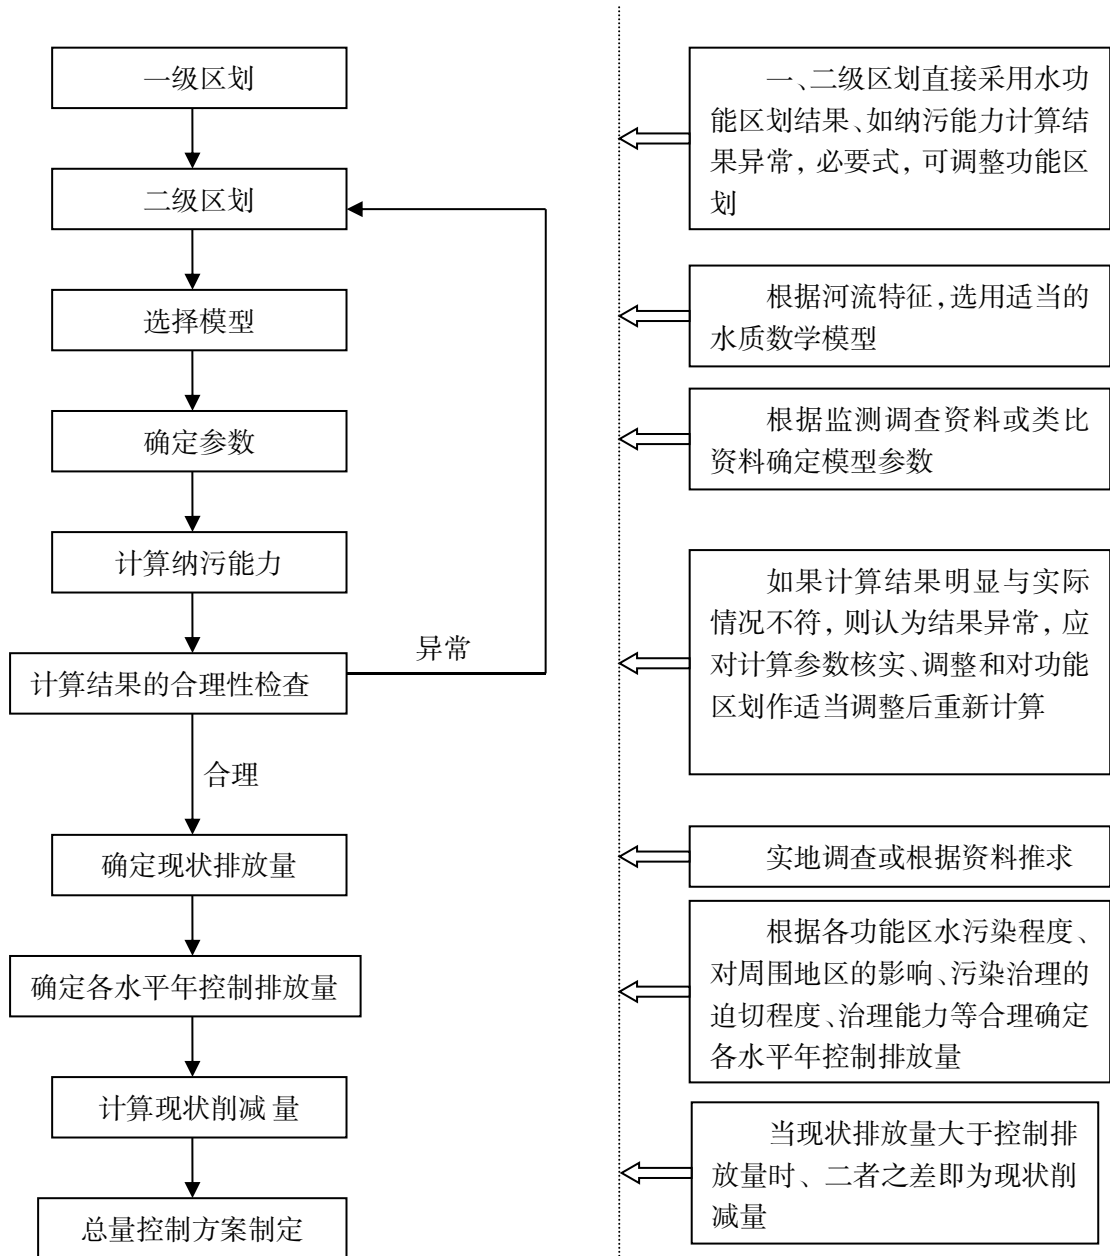 一级区划
二级区划
选择模型
确定参数
计算纳污能力
计算结果的合理性检查
异常
合理
确定现状排放量
确定各水平年控制排放量
计算现状削减 量
总量控制方案制定
一、二级区划直接采用水功
能区划结果、如纳污能力计算结
果异常，必要式，可调整功能区
划
根据河流特征，选用适当的
水质数学模型
根据监测调查资料或类比
资料确定模型参数
如果计算结果明显与实际
情况不符，则认为结果异常，应
对计算参数核实、调整和对功能
区划作适当调整后重新计算
实地调查或根据资料推求
根据各功能区水污染程度、
对周围地区的影响、污染治理的
迫切程度、治理能力等合理确定
各水平年控制排放量
当现状排放量大于控制排
放量时、二者之差即为现状削
减量